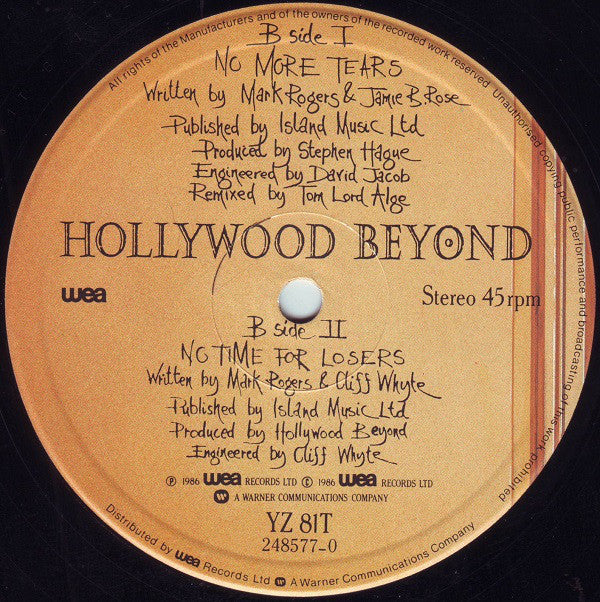 All rights of the Manufacturers and of the owners of the recorded work reserved. Unauthorised copying public performance and broadcasting of this work prohibited
B side I
NO MORE TEARS
Written by Mark Rogers & Jamie B. Rose
Published by Island Music Ltd
Produced by Stephen Hague
Engineered by David Jacob
Remixed by Tom Lord Alge
HOLLYWOOD BEYOND
wea
Stereo 45 rpm
B side II
NO TIME FOR LOSERS
Written by Mark Rogers & Cliff Whyte
Published by Island Music Ltd
Produced by Hollywood Beyond
Engineered by Cliff Whyte
℗ 1986 wea RECORDS LTD © 1986 wea RECORDS LTD
W A WARNER COMMUNICATIONS COMPANY
YZ 81T
248577-0
Distributed by wea Records Ltd W A Warner Communications Company